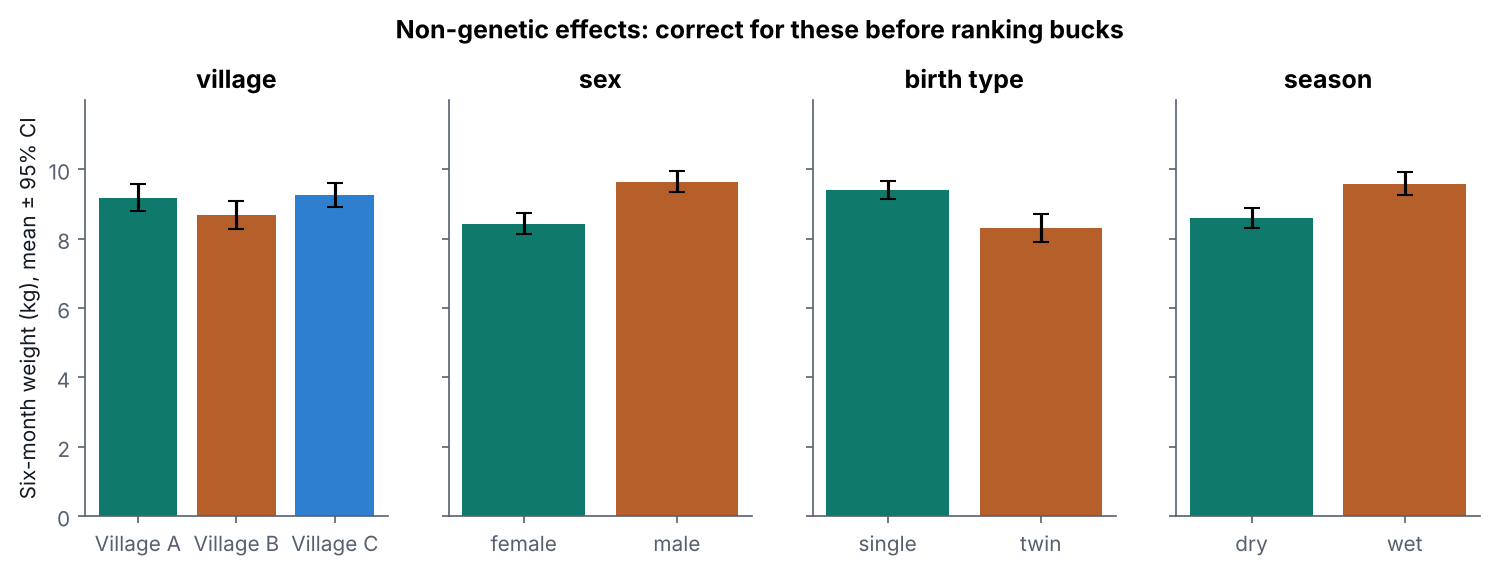 Non-genetic effects: correct for these before ranking bucks
village
sex
birth type
season
Six-month weight (kg), mean ± 95% CI
10
8
6
4
2
0
Village A Village B Village C
female male
single twin
dry wet